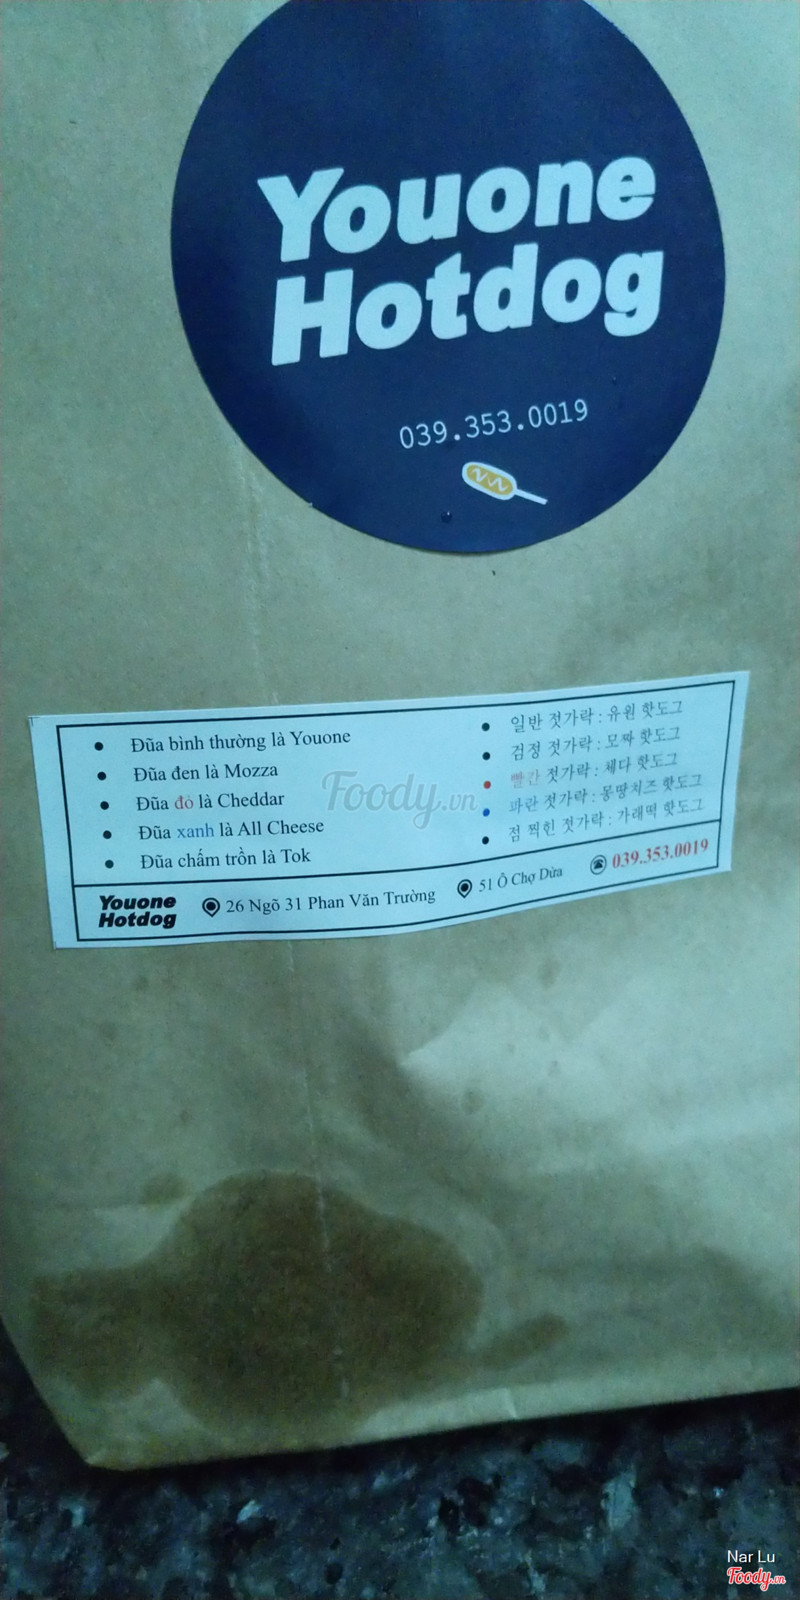 Youone
Hotdog
039.353.0019
• Đũa bình thường là Youone
• Đũa đen là Mozza
• Đũa đỏ là Cheddar
• Đũa xanh là All Cheese
• Đũa chấm trồn là Tok
• 일반 젓가락 : 유원 핫도그
• 검정 젓가락 : 모짜 핫도그
• 빨간 젓가락 : 체다 핫도그
• 파란 젓가락 : 몽땅치즈 핫도그
• 점 찍힌 젓가락 : 가래떡 핫도그
Foody.vn
Youone
Hotdog
26 Ngõ 31 Phan Văn Trường
51 Ô Chợ Dừa
039.353.0019
Nar Lu
Foody.vn